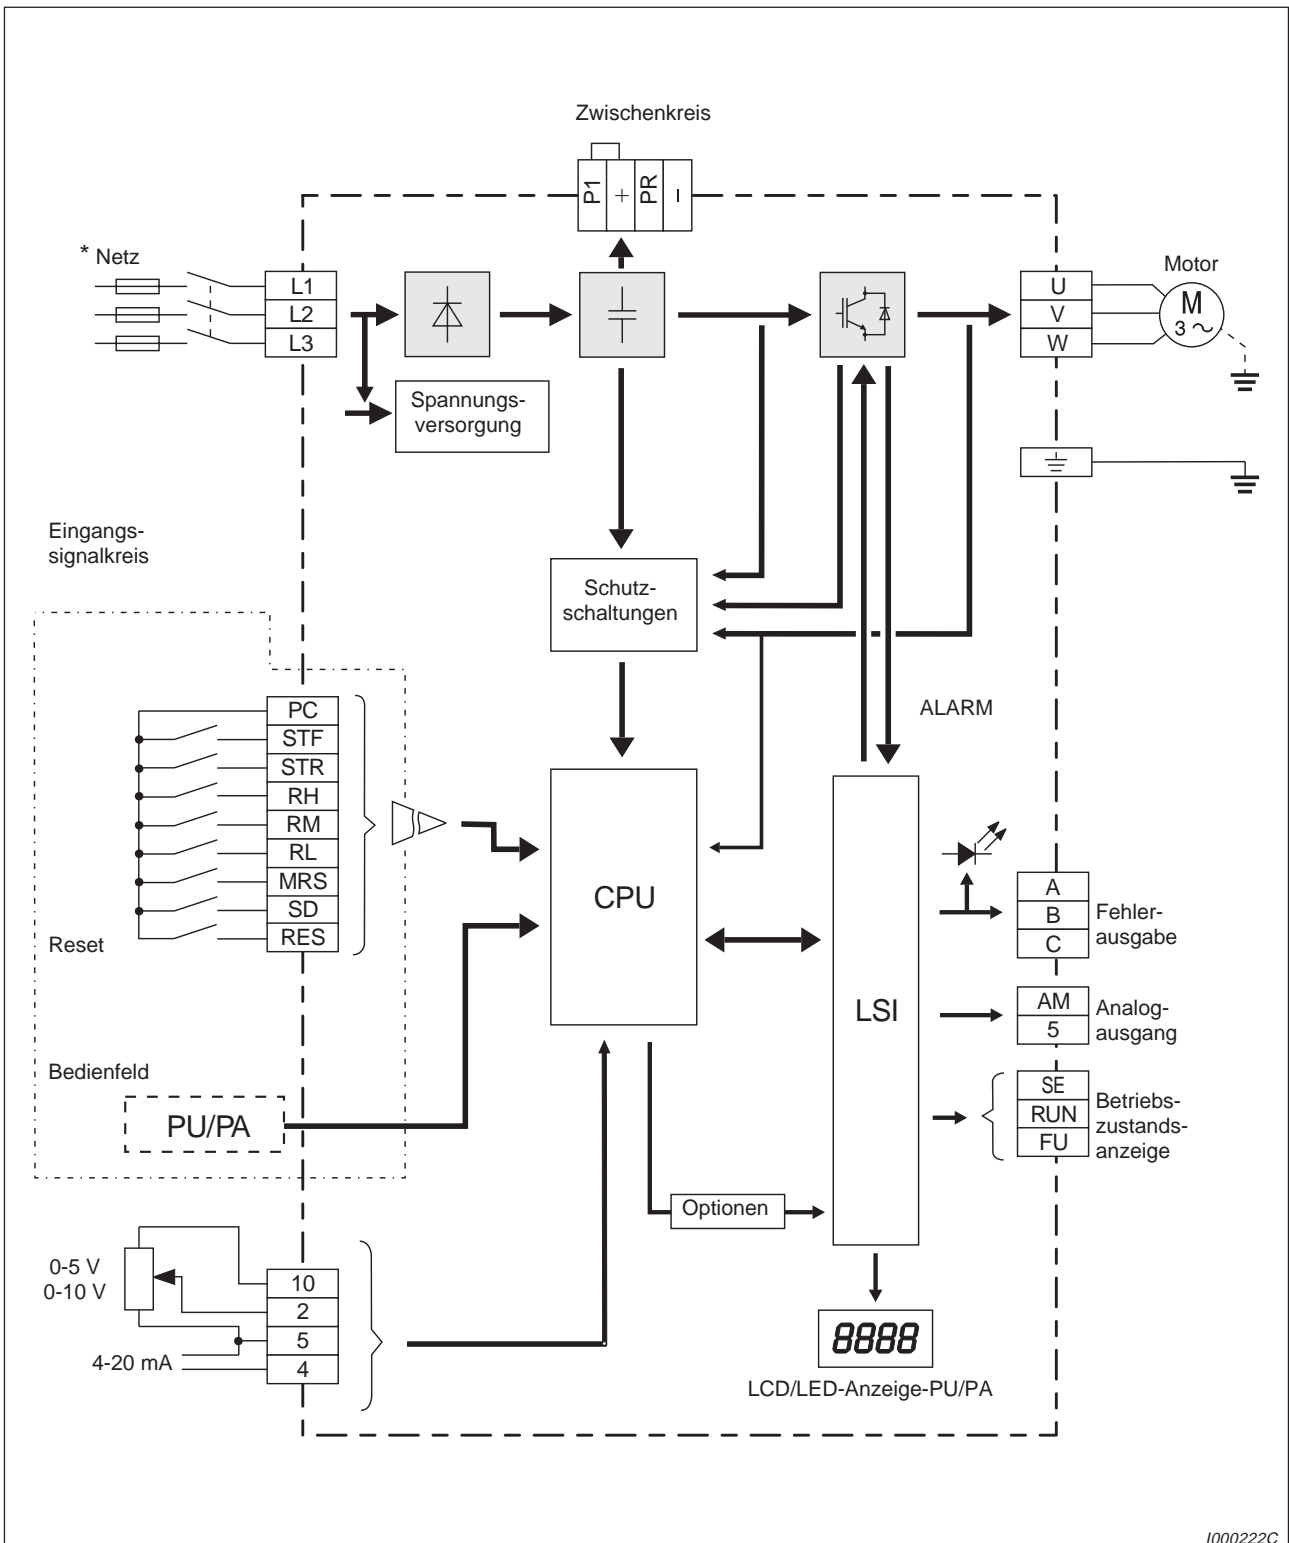 Zwischenkreis
P1
+
PR
–
* Netz
L1
L2
L3
U
V
W
Motor
M
3 ~
Spannungs-
versorgung
Eingangs-
signalkreis
Schutz-
schaltungen
ALARM
PC
STF
STR
RH
RM
RL
MRS
SD
RES
Reset
CPU
LSI
A
B
C
Fehler-
ausgabe
AM
5
Analog-
ausgang
SE
RUN
FU
Betriebs-
zustands-
anzeige
Bedienfeld
PU/PA
Optionen
0-5 V
0-10 V
10
2
5
4
4-20 mA
8888
LCD/LED-Anzeige-PU/PA
I000222C